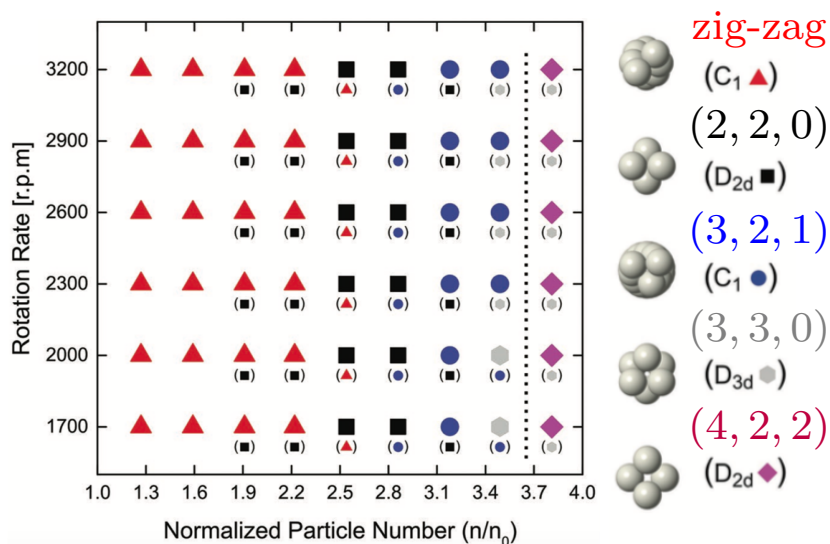 zig-zag
(C1 ▲)
(2, 2, 0)
(D2d ■)
(3, 2, 1)
(C1 ●)
(3, 3, 0)
(D3d ⬢)
(4, 2, 2)
(D2d ◆)
Rotation Rate [r.p.m]
3200
2900
2600
2300
2000
1700
1.0 1.3 1.6 1.9 2.2 2.5 2.8 3.1 3.4 3.7 4.0
Normalized Particle Number (n/n0)